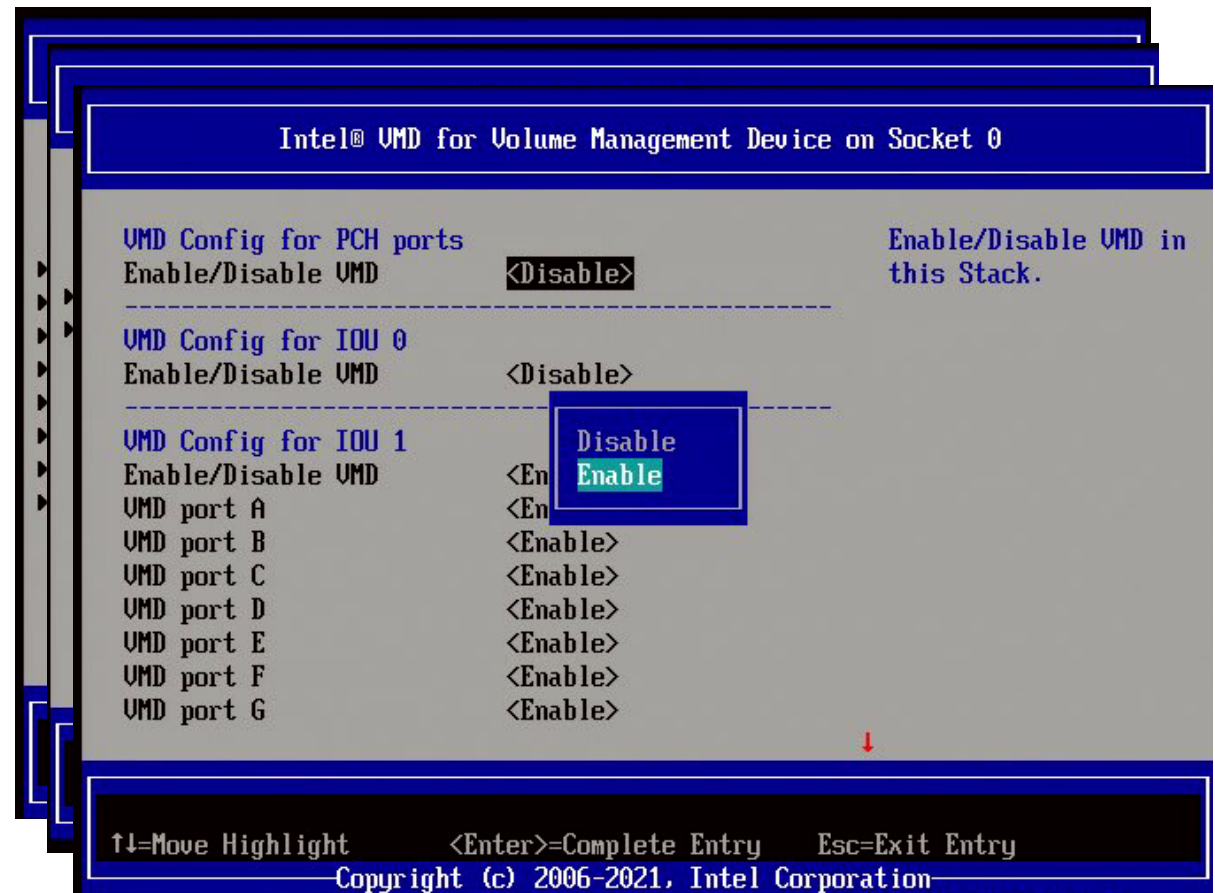 Intel® VMD for Volume Management Device on Socket 0
VMD Config for PCH ports
Enable/Disable VMD <Disable>
Enable/Disable VMD in
this Stack.
VMD Config for IOU 0
Enable/Disable VMD <Disable>
VMD Config for IOU 1
Enable/Disable VMD <En
Disable
Enable
VMD port A <En
VMD port B <Enable>
VMD port C <Enable>
VMD port D <Enable>
VMD port E <Enable>
VMD port F <Enable>
VMD port G <Enable>
↓
↑↓=Move Highlight <Enter>=Complete Entry Esc=Exit Entry
Copyright (c) 2006-2021, Intel Corporation